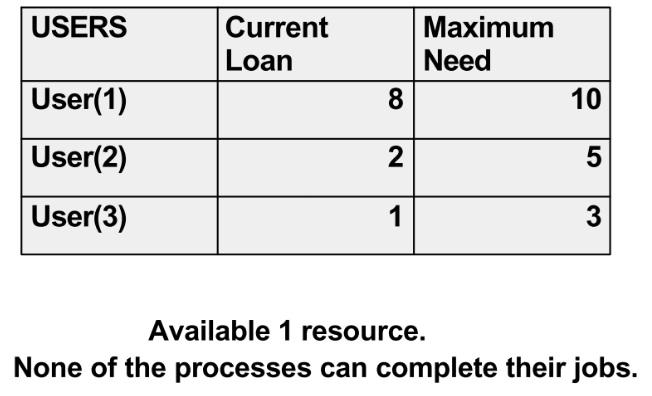 USERS Current Loan Maximum Need
User(1) 8 10
User(2) 2 5
User(3) 1 3
Available 1 resource.
None of the processes can complete their jobs.